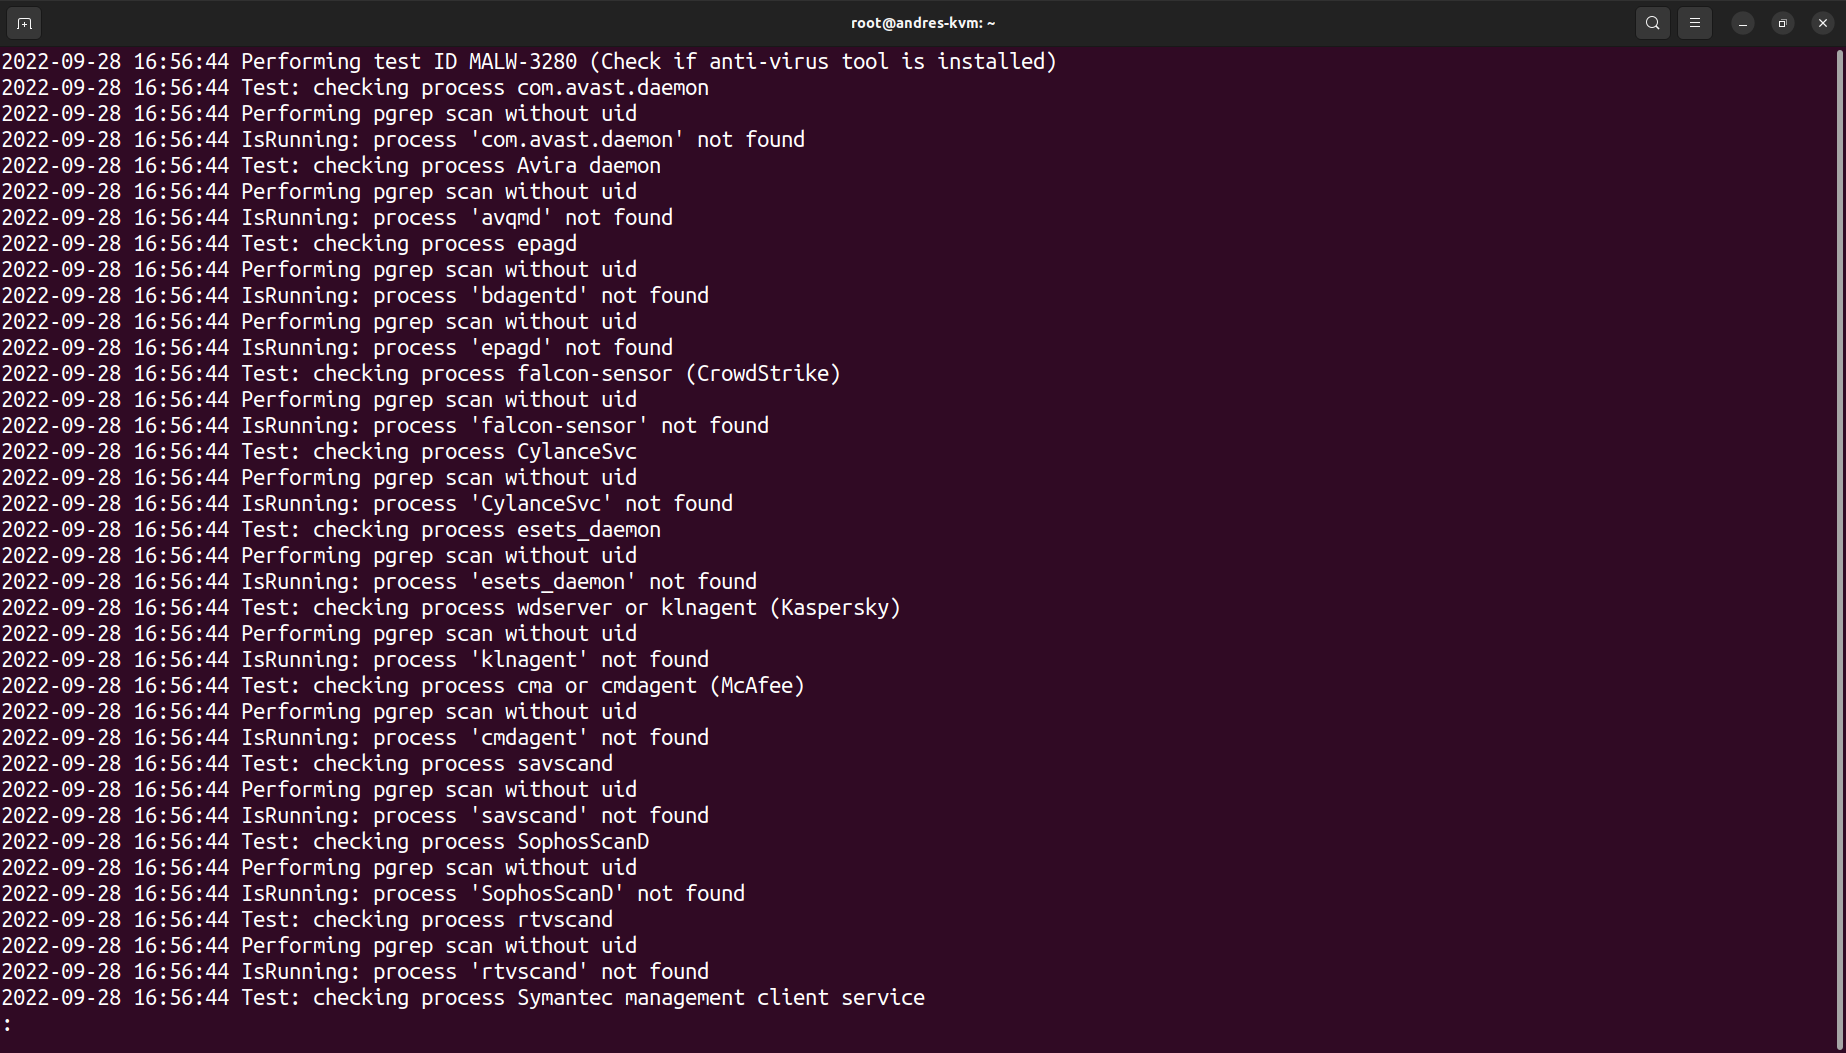 root@andres-kvm: ~
2022-09-28 16:56:44 Performing test ID MALW-3280 (Check if anti-virus tool is installed)
2022-09-28 16:56:44 Test: checking process com.avast.daemon
2022-09-28 16:56:44 Performing pgrep scan without uid
2022-09-28 16:56:44 IsRunning: process 'com.avast.daemon' not found
2022-09-28 16:56:44 Test: checking process Avira daemon
2022-09-28 16:56:44 Performing pgrep scan without uid
2022-09-28 16:56:44 IsRunning: process 'avqmd' not found
2022-09-28 16:56:44 Test: checking process epagd
2022-09-28 16:56:44 Performing pgrep scan without uid
2022-09-28 16:56:44 IsRunning: process 'bdagentd' not found
2022-09-28 16:56:44 Performing pgrep scan without uid
2022-09-28 16:56:44 IsRunning: process 'epagd' not found
2022-09-28 16:56:44 Test: checking process falcon-sensor (CrowdStrike)
2022-09-28 16:56:44 Performing pgrep scan without uid
2022-09-28 16:56:44 IsRunning: process 'falcon-sensor' not found
2022-09-28 16:56:44 Test: checking process CylanceSvc
2022-09-28 16:56:44 Performing pgrep scan without uid
2022-09-28 16:56:44 IsRunning: process 'CylanceSvc' not found
2022-09-28 16:56:44 Test: checking process esets_daemon
2022-09-28 16:56:44 Performing pgrep scan without uid
2022-09-28 16:56:44 IsRunning: process 'esets_daemon' not found
2022-09-28 16:56:44 Test: checking process wdserver or klnagent (Kaspersky)
2022-09-28 16:56:44 Performing pgrep scan without uid
2022-09-28 16:56:44 IsRunning: process 'klnagent' not found
2022-09-28 16:56:44 Test: checking process cma or cmdagent (McAfee)
2022-09-28 16:56:44 Performing pgrep scan without uid
2022-09-28 16:56:44 IsRunning: process 'cmdagent' not found
2022-09-28 16:56:44 Test: checking process savscand
2022-09-28 16:56:44 Performing pgrep scan without uid
2022-09-28 16:56:44 IsRunning: process 'savscand' not found
2022-09-28 16:56:44 Test: checking process SophosScanD
2022-09-28 16:56:44 Performing pgrep scan without uid
2022-09-28 16:56:44 IsRunning: process 'SophosScanD' not found
2022-09-28 16:56:44 Test: checking process rtvscand
2022-09-28 16:56:44 Performing pgrep scan without uid
2022-09-28 16:56:44 IsRunning: process 'rtvscand' not found
2022-09-28 16:56:44 Test: checking process Symantec management client service
: